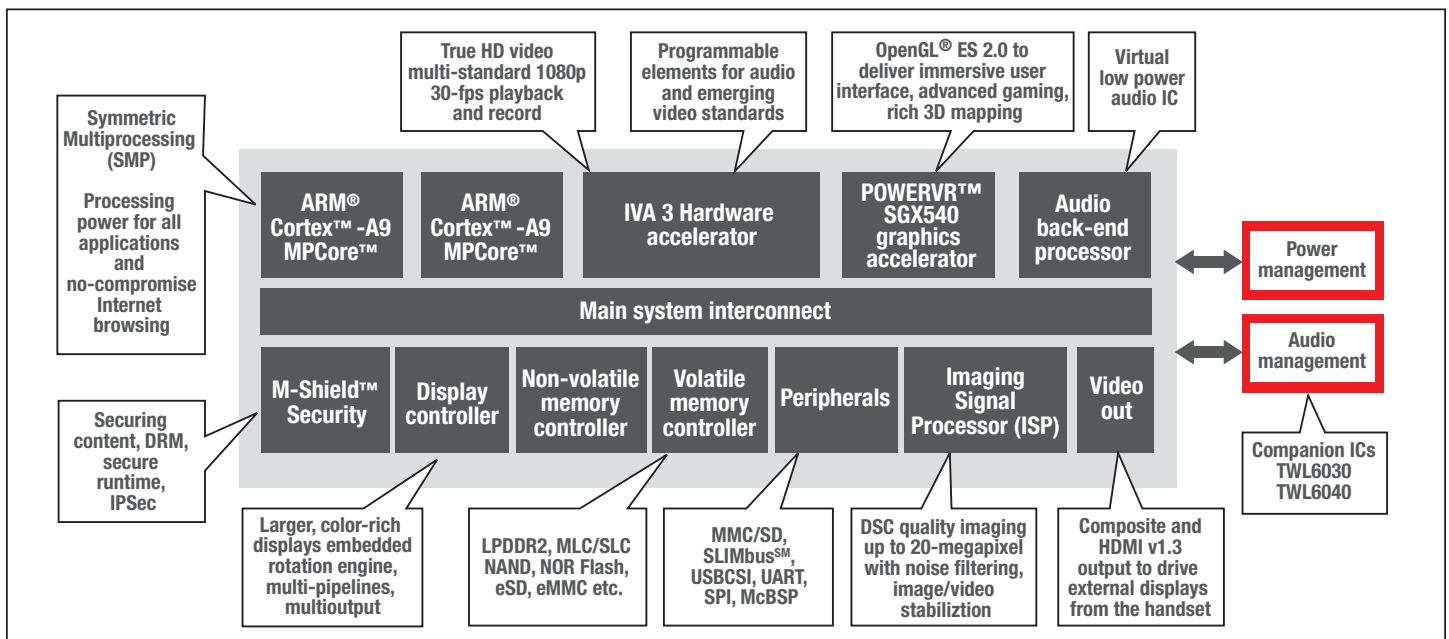 True HD video
multi-standard 1080p
30-fps playback
and record
Programmable
elements for audio
and emerging
video standards
OpenGL® ES 2.0 to
deliver immersive user
interface, advanced gaming,
rich 3D mapping
Virtual
low power
audio IC
Symmetric
Multiprocessing
(SMP)
Processing
power for all
applications
and
no-compromise
Internet
browsing
ARM®
Cortex™ -A9
MPCore™
ARM®
Cortex™ -A9
MPCore™
IVA 3 Hardware
accelerator
POWERVR™
SGX540
graphics
accelerator
Audio
back-end
processor
Power
management
Main system interconnect
Audio
management
M-Shield™
Security
Display
controller
Non-volatile
memory
controller
Volatile
memory
controller
Peripherals
Imaging
Signal
Processor (ISP)
Video
out
Securing
content, DRM,
secure
runtime,
IPSec
Larger, color-rich
displays embedded
rotation engine,
multi-pipelines,
multioutput
LPDDR2, MLC/SLC
NAND, NOR Flash,
eSD, eMMC etc.
MMC/SD,
SLIMbus℠,
USBCSI, UART,
SPI, McBSP
DSC quality imaging
up to 20-megapixel
with noise filtering,
image/video
stabiliztion
Composite and
HDMI v1.3
output to drive
external displays
from the handset
Companion ICs
TWL6030
TWL6040